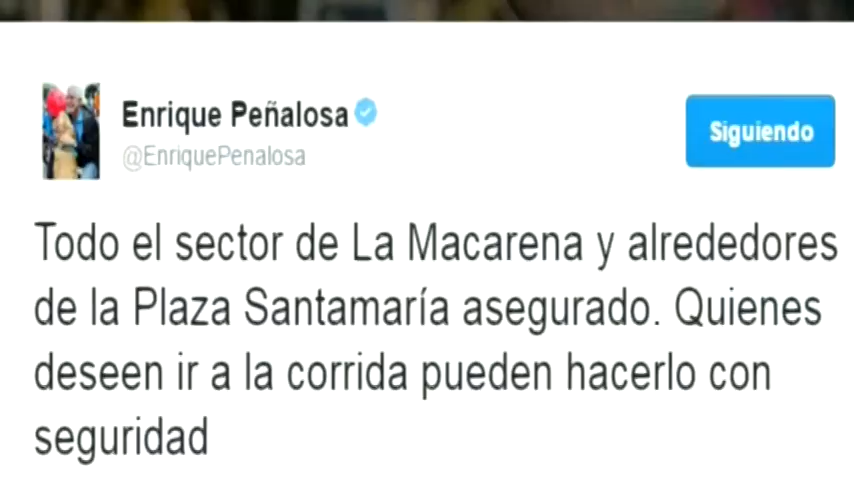 Enrique Peñalosa
@EnriquePenalosa
Siguiendo
Todo el sector de La Macarena y alrededores
de la Plaza Santamaría asegurado. Quienes
deseen ir a la corrida pueden hacerlo con
seguridad